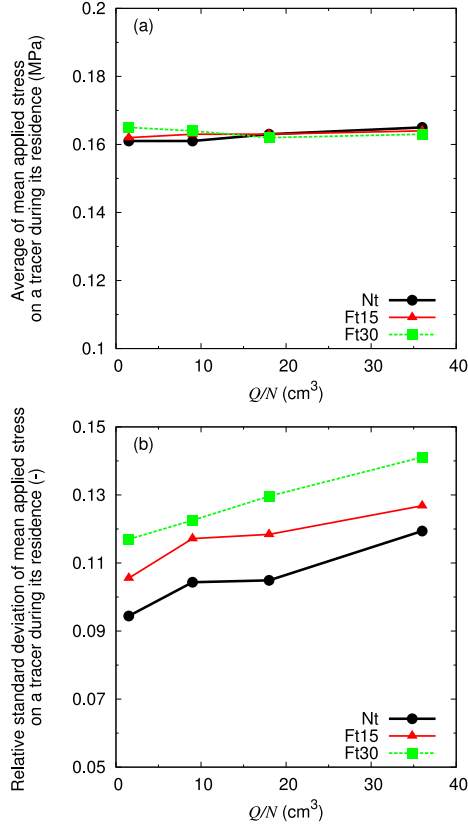 (a)
Average of mean applied stress
on a tracer during its residence (MPa)
0.2
0.18
0.16
0.14
0.12
0.1
0 10 20 30 40
Q/N (cm³)
Nt
Ft15
Ft30
(b)
Relative standard deviation of mean applied stress
on a tracer during its residence (-)
0.15
0.13
0.11
0.09
0.07
0.05
0 10 20 30 40
Q/N (cm³)
Nt
Ft15
Ft30